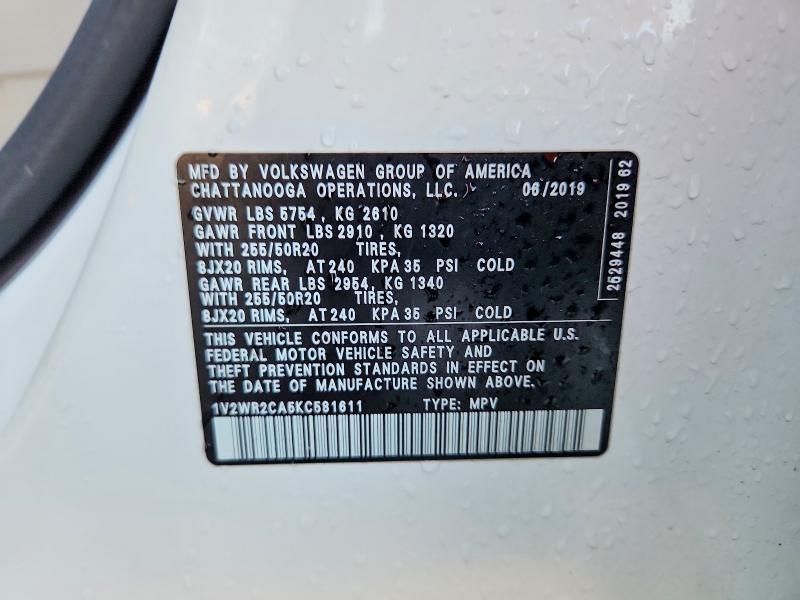 MFD BY VOLKSWAGEN GROUP OF AMERICA
CHATTANOOGA OPERATIONS, LLC. 06/2019
GVWR LBS 5754 , KG 2610
GAWR FRONT LBS 2910 , KG 1320
WITH 255/50R20 TIRES,
8JX20 RIMS, AT 240 KPA 35 PSI COLD
GAWR REAR LBS 2954, KG 1340
WITH 255/50R20 TIRES,
8JX20 RIMS, AT 240 KPA 35 PSI COLD
THIS VEHICLE CONFORMS TO ALL APPLICABLE U.S.
FEDERAL MOTOR VEHICLE SAFETY AND
THEFT PREVENTION STANDARDS IN EFFECT ON
THE DATE OF MANUFACTURE SHOWN ABOVE.
1V2WR2CA5KC591611 TYPE: MPV
2529448 2019 62